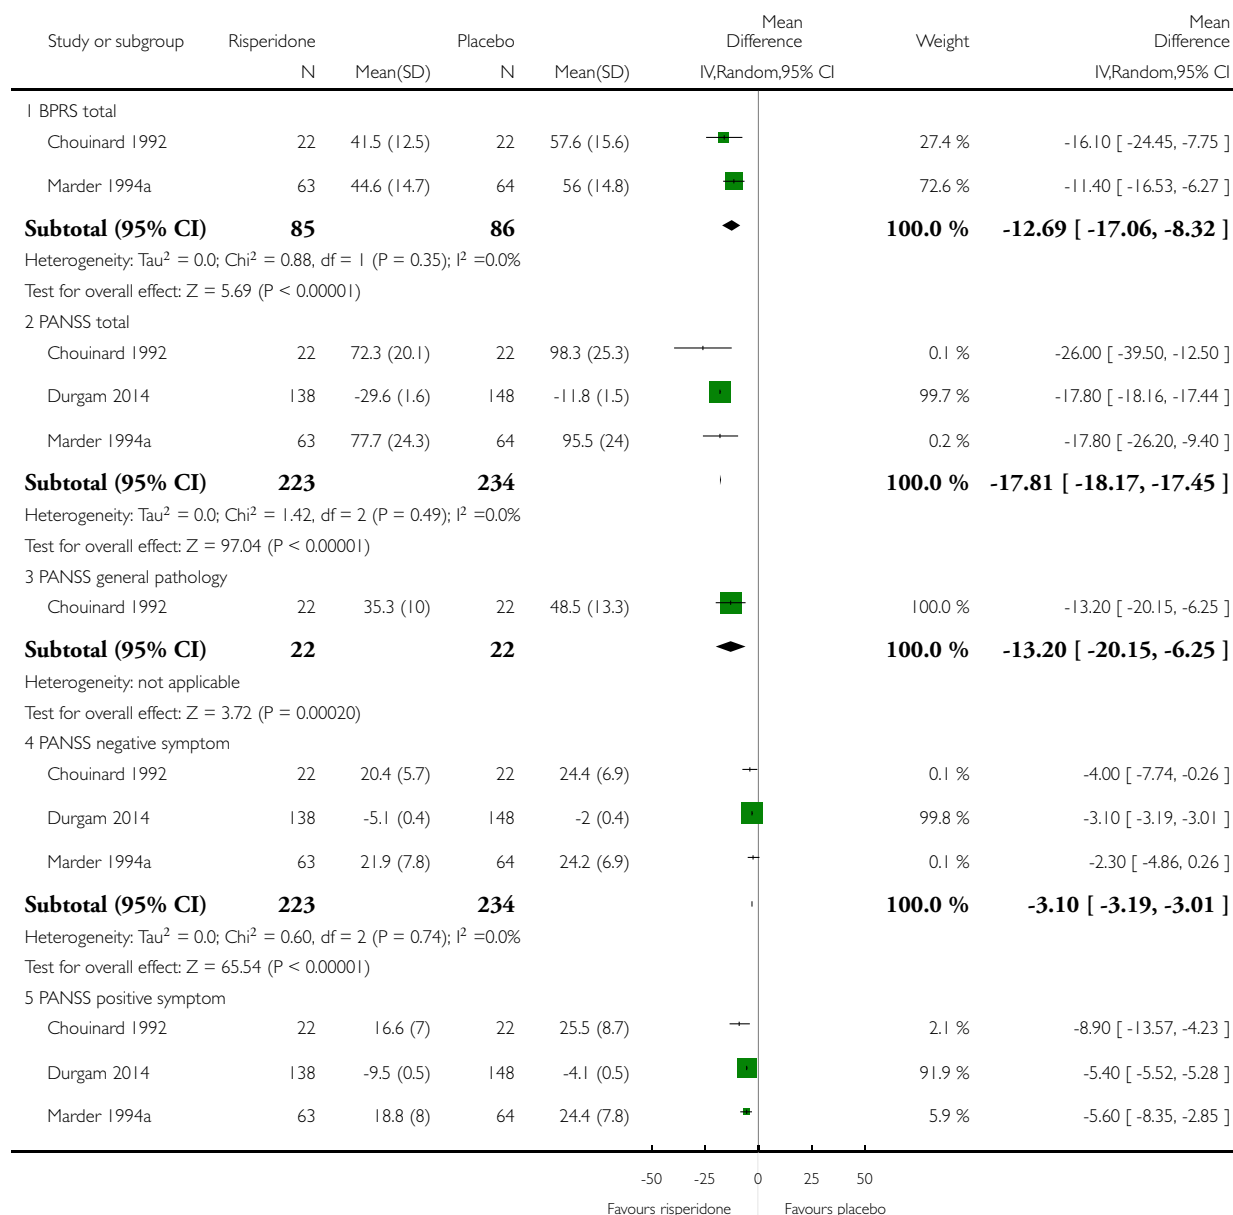 Mean Mean
Study or subgroup Risperidone Placebo Difference Weight Difference
N Mean(SD) N Mean(SD) IV,Random,95% CI IV,Random,95% CI
1 BPRS total
Chouinard 1992 22 41.5 (12.5) 22 57.6 (15.6) 27.4 % -16.10 [ -24.45, -7.75 ]
Marder 1994a 63 44.6 (14.7) 64 56 (14.8) 72.6 % -11.40 [ -16.53, -6.27 ]
Subtotal (95% CI) 85 86 100.0 % -12.69 [ -17.06, -8.32 ]
Heterogeneity: Tau² = 0.0; Chi² = 0.88, df = 1 (P = 0.35); I² =0.0%
Test for overall effect: Z = 5.69 (P < 0.00001)
2 PANSS total
Chouinard 1992 22 72.3 (20.1) 22 98.3 (25.3) 0.1 % -26.00 [ -39.50, -12.50 ]
Durgam 2014 138 -29.6 (1.6) 148 -11.8 (1.5) 99.7 % -17.80 [ -18.16, -17.44 ]
Marder 1994a 63 77.7 (24.3) 64 95.5 (24) 0.2 % -17.80 [ -26.20, -9.40 ]
Subtotal (95% CI) 223 234 100.0 % -17.81 [ -18.17, -17.45 ]
Heterogeneity: Tau² = 0.0; Chi² = 1.42, df = 2 (P = 0.49); I² =0.0%
Test for overall effect: Z = 97.04 (P < 0.00001)
3 PANSS general pathology
Chouinard 1992 22 35.3 (10) 22 48.5 (13.3) 100.0 % -13.20 [ -20.15, -6.25 ]
Subtotal (95% CI) 22 22 100.0 % -13.20 [ -20.15, -6.25 ]
Heterogeneity: not applicable
Test for overall effect: Z = 3.72 (P = 0.00020)
4 PANSS negative symptom
Chouinard 1992 22 20.4 (5.7) 22 24.4 (6.9) 0.1 % -4.00 [ -7.74, -0.26 ]
Durgam 2014 138 -5.1 (0.4) 148 -2 (0.4) 99.8 % -3.10 [ -3.19, -3.01 ]
Marder 1994a 63 21.9 (7.8) 64 24.2 (6.9) 0.1 % -2.30 [ -4.86, 0.26 ]
Subtotal (95% CI) 223 234 100.0 % -3.10 [ -3.19, -3.01 ]
Heterogeneity: Tau² = 0.0; Chi² = 0.60, df = 2 (P = 0.74); I² =0.0%
Test for overall effect: Z = 65.54 (P < 0.00001)
5 PANSS positive symptom
Chouinard 1992 22 16.6 (7) 22 25.5 (8.7) 2.1 % -8.90 [ -13.57, -4.23 ]
Durgam 2014 138 -9.5 (0.5) 148 -4.1 (0.5) 91.9 % -5.40 [ -5.52, -5.28 ]
Marder 1994a 63 18.8 (8) 64 24.4 (7.8) 5.9 % -5.60 [ -8.35, -2.85 ]
-50 -25 0 25 50
Favours risperidone Favours placebo